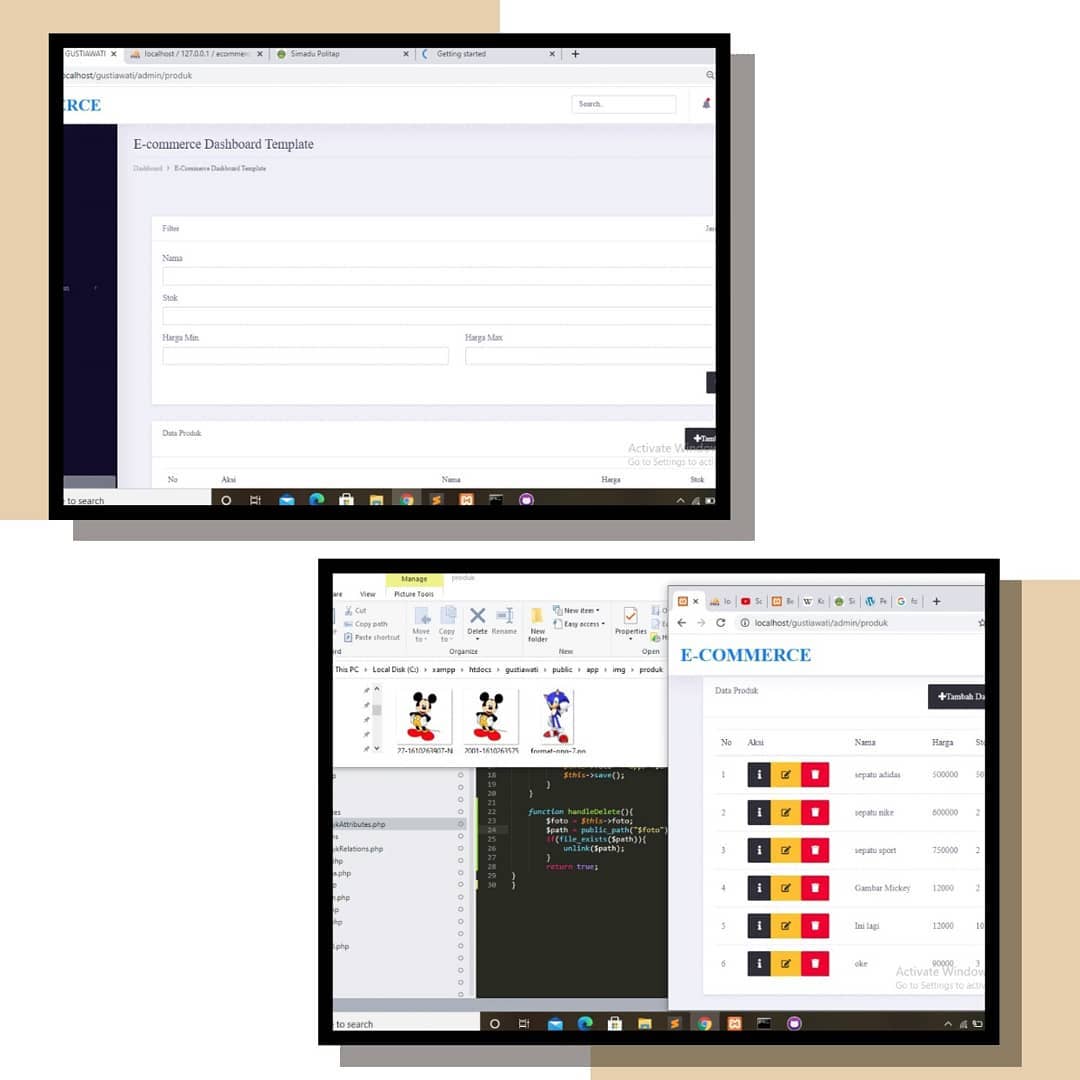 GUSTIAWATI
localhost / 127.0.0.1 / ecommerc
Simadu Politap
Getting started
ocalhost/gustiawati/admin/produk
ERCE
Search..
E-commerce Dashboard Template
Dashboard › E-Commerce Dashboard Template
Filter
Nama
Stok
Harga Min
Harga Max
Data Produk
Activate Window
Go to Settings to acti
No Aksi Nama Harga Stok
to search
Manage
produk
View
Picture Tools
Cut
Copy path
Paste shortcut
Move to
Copy to
Delete
Rename
New folder
New item
Easy access
Properties
Organize
New
Open
This PC › Local Disk (C:) › xampp › htdocs › gustiawati › public › app › img › produk
27-1610263907-N
2001-1610263575
format-png-7.pn
kAttributes.php
kRelations.php
a.php
.php
l.php
18 $this->save();
19 }
20 }
21
22 function handleDelete(){
23 $foto = $this->foto;
24 $path = public_path("$foto")
25 if(file_exists($path)){
26 unlink($path);
27 }
28 return true;
29 }
30 }
localhost/gustiawati/admin/produk
E-COMMERCE
Data Produk
+Tambah Da
No Aksi Nama Harga Sto
1 sepatu adidas 500000 50
2 sepatu nike 600000 2
3 sepatu sport 750000 2
4 Gambar Mickey 12000 2
5 Ini lagi 12000 10
6 oke 90000 3
Activate Window
Go to Settings to activ
to search